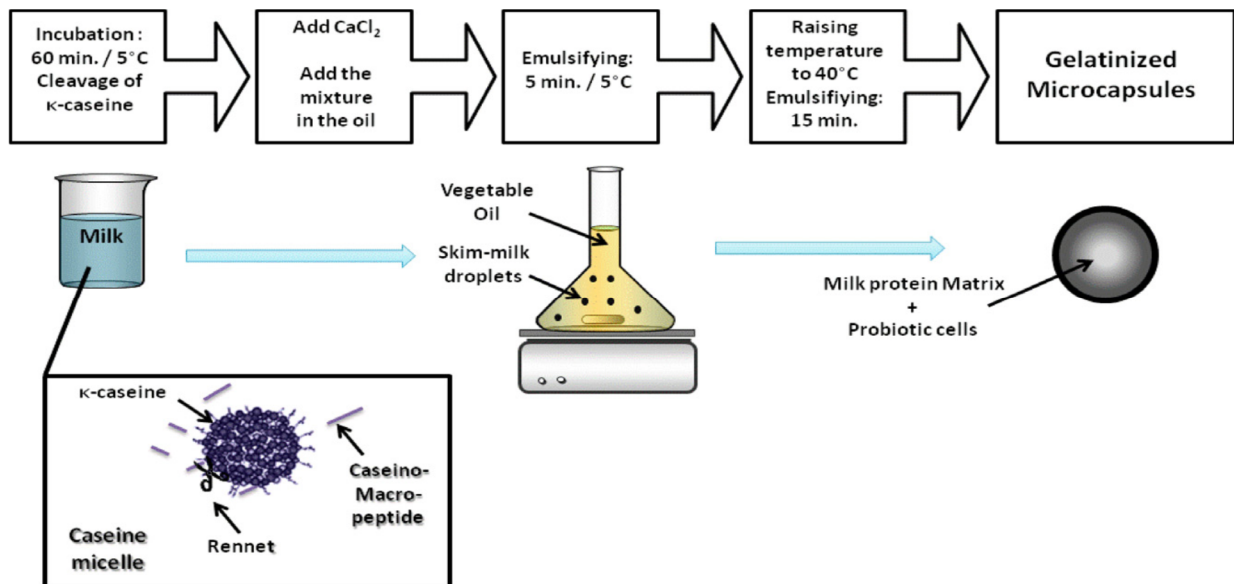 Incubation :
60 min. / 5°C
Cleavage of
κ-caseine
Add CaCl₂
Add the
mixture
in the oil
Emulsifying:
5 min. / 5°C
Raising
temperature
to 40°C
Emulsifiying:
15 min.
Gelatinized
Microcapsules
Milk
Vegetable
Oil
Skim-milk
droplets
Milk protein Matrix
+
Probiotic cells
κ-caseine
Caseino-
Macro-
peptide
Rennet
Caseine
micelle